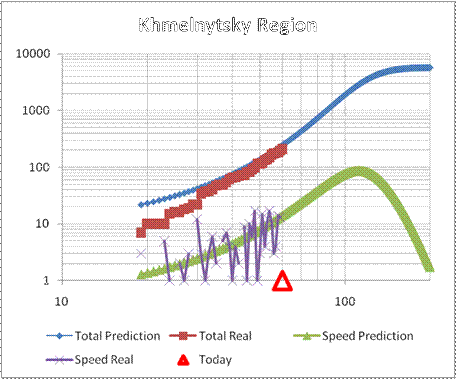 Khmelnytsky Region
10000
1000
100
10
1
10 100
Total Prediction Total Real Speed Prediction
Speed Real Today